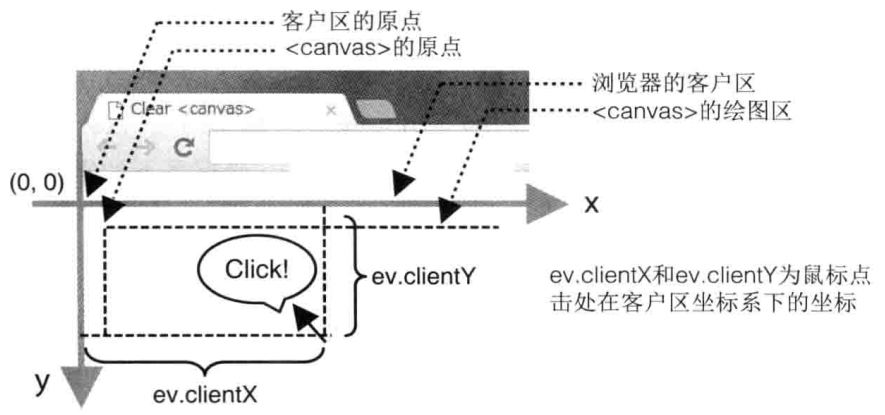 客户区的原点
<canvas>的原点
浏览器的客户区
<canvas>的绘图区
Clear <canvas>
(0, 0)
x
Click!
ev.clientY
ev.clientX和ev.clientY为鼠标点
击处在客户区坐标系下的坐标
y
ev.clientX